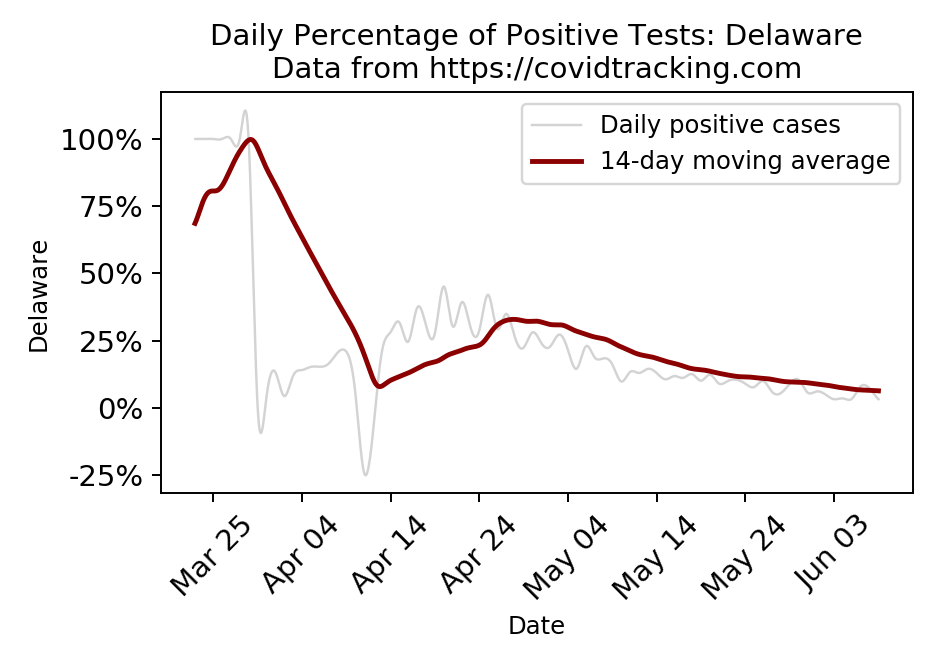 Daily Percentage of Positive Tests: Delaware
Data from https://covidtracking.com
Daily positive cases
14-day moving average
100%
75%
50%
25%
0%
-25%
Delaware
Mar 25
Apr 04
Apr 14
Apr 24
May 04
May 14
May 24
Jun 03
Date